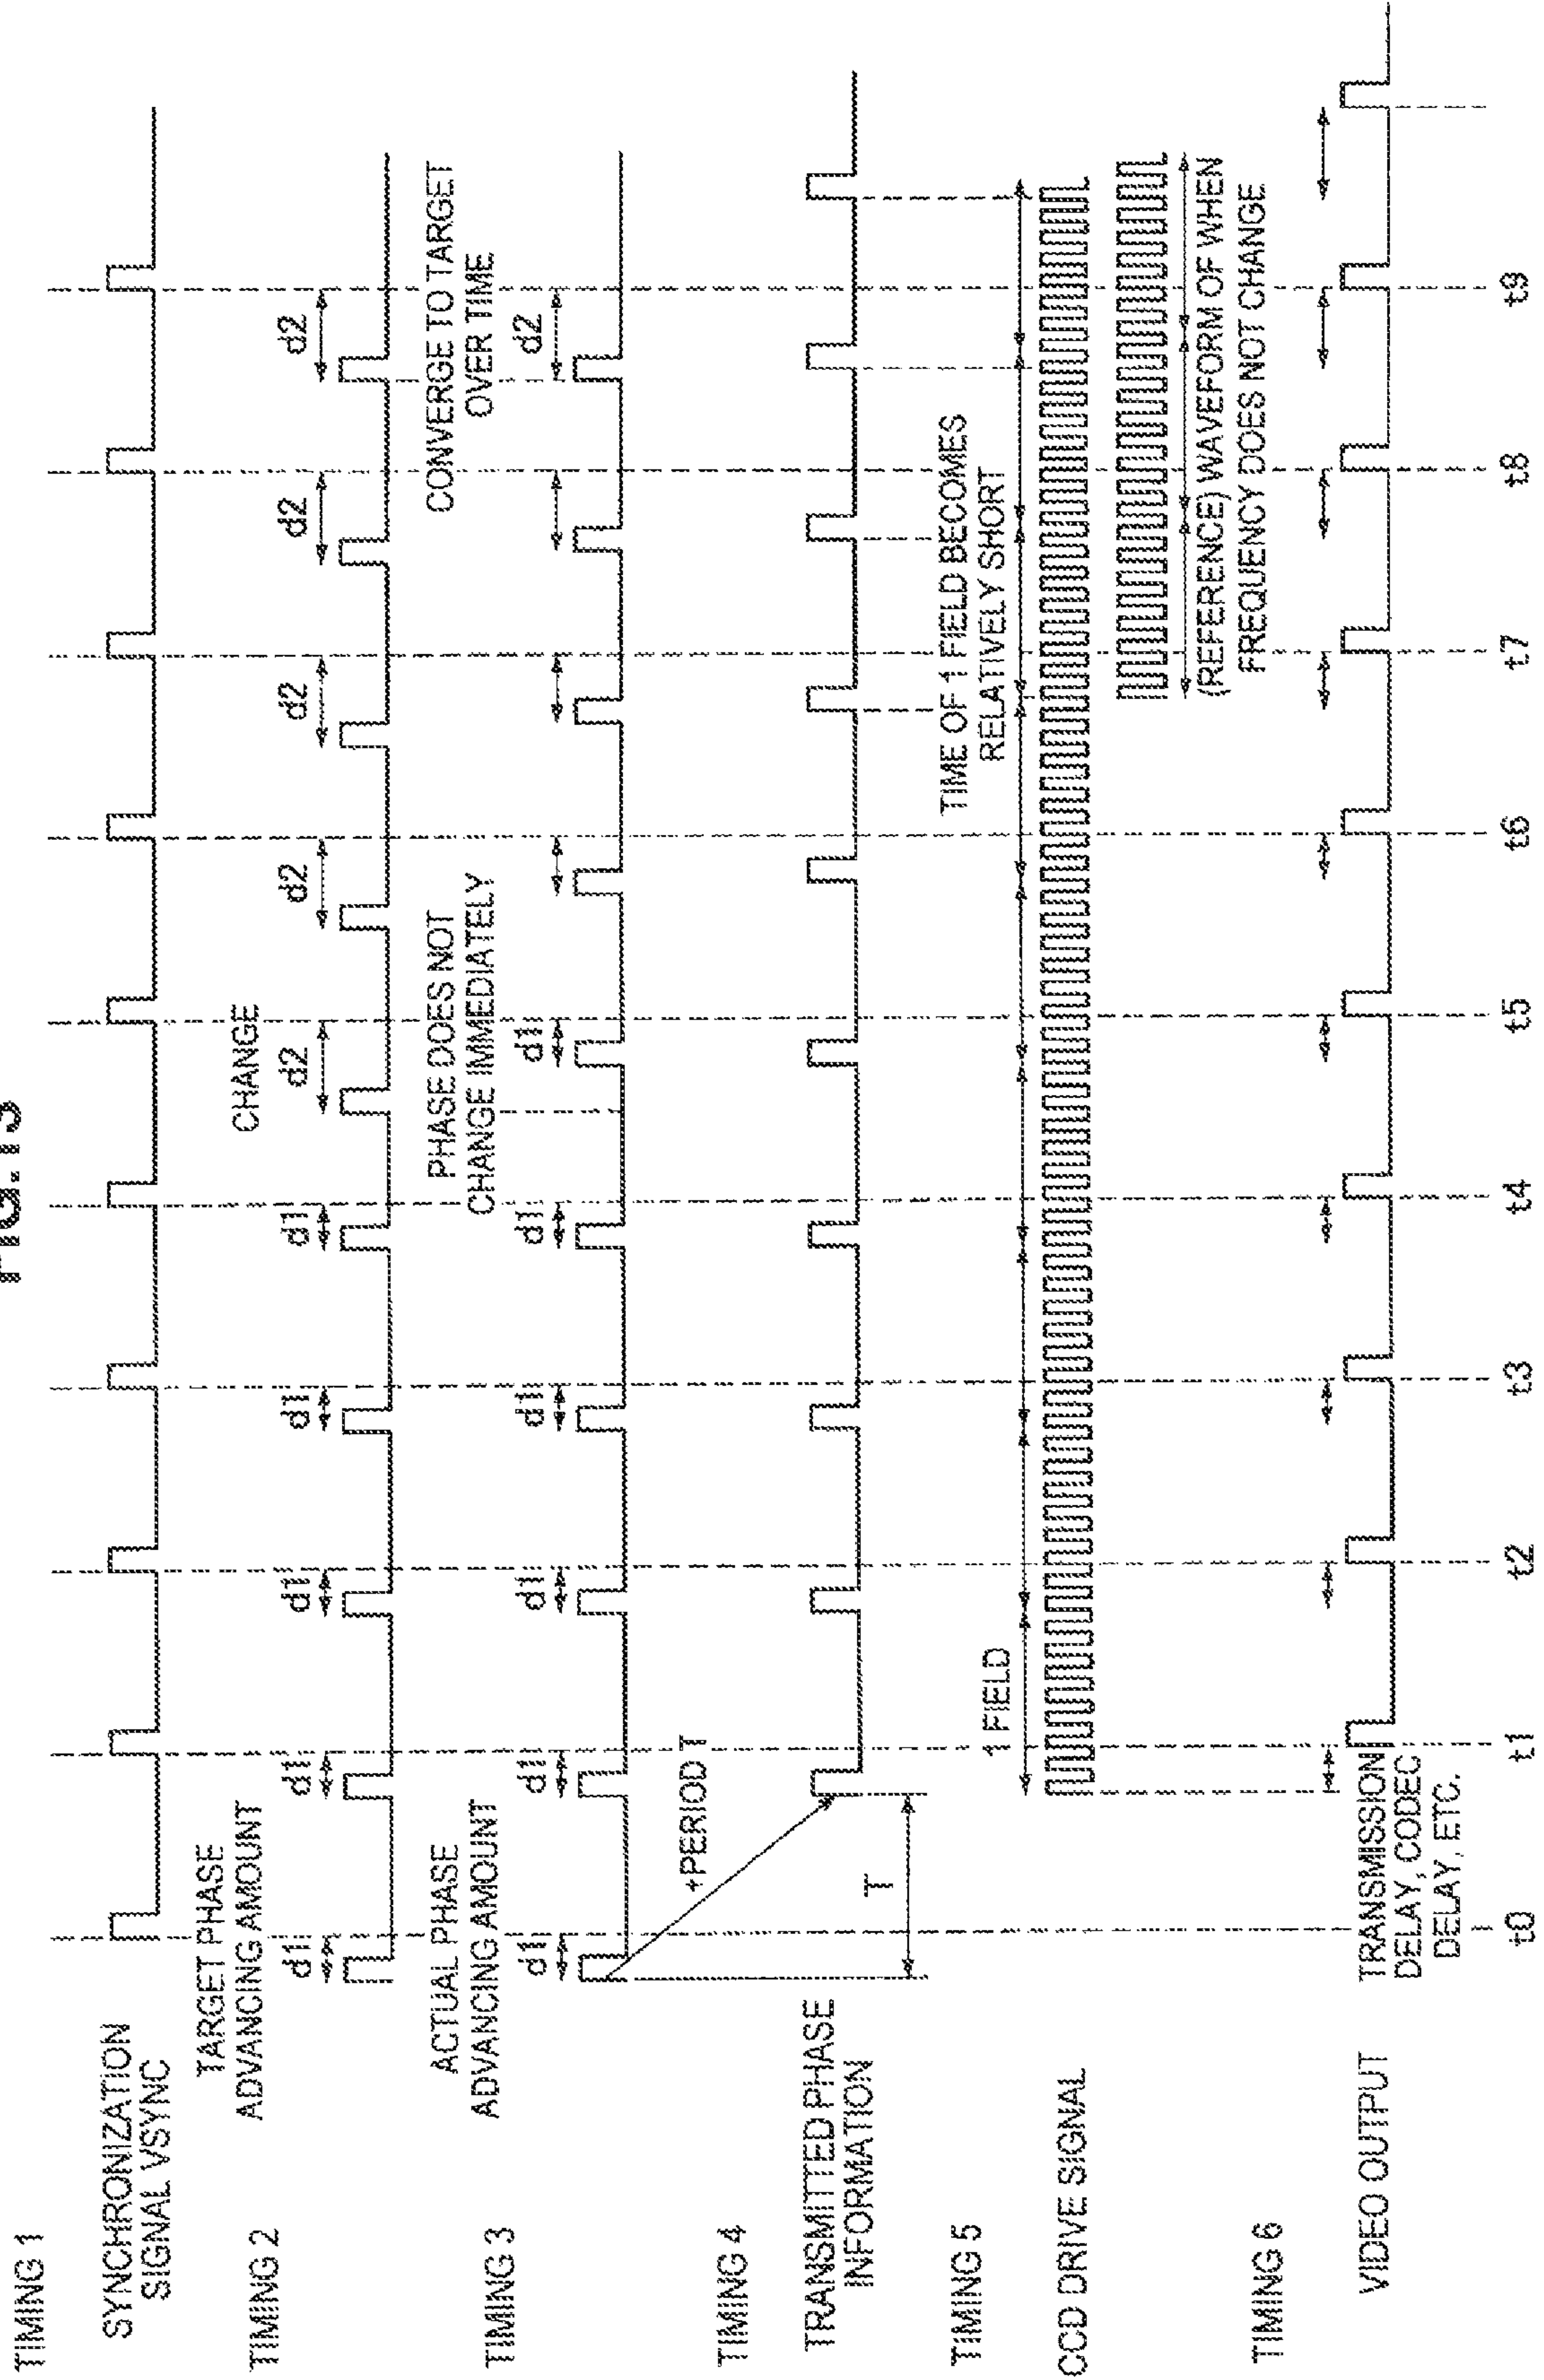 FIG.13
TIMING 1
SYNCHRONIZATION
SIGNAL VSYNC
TIMING 2
TARGET PHASE
ADVANCING AMOUNT
d1
d1
d1
d1
d1
CHANGE
d2
d2
d2
d2
d2
TIMING 3
ACTUAL PHASE
ADVANCING AMOUNT
d1
d1
d1
d1
d1
d1
PHASE DOES NOT
CHANGE IMMEDIATELY
CONVERGE TO TARGET
OVER TIME
d2
TIMING 4
TRANSMITTED PHASE
INFORMATION
+PERIOD T
T
TIMING 5
CCD DRIVE SIGNAL
1 FIELD
TIME OF 1 FIELD BECOMES
RELATIVELY SHORT
(REFERENCE) WAVEFORM OF WHEN
FREQUENCY DOES NOT CHANGE
TIMING 6
VIDEO OUTPUT
TRANSMISSION
DELAY, CODEC
DELAY, ETC.
t0
t1
t2
t3
t4
t5
t6
t7
t8
t9